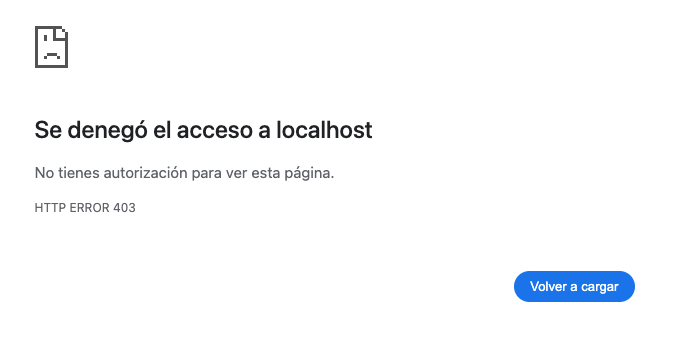 Se denegó el acceso a localhost
No tienes autorización para ver esta página.
HTTP ERROR 403
Volver a cargar